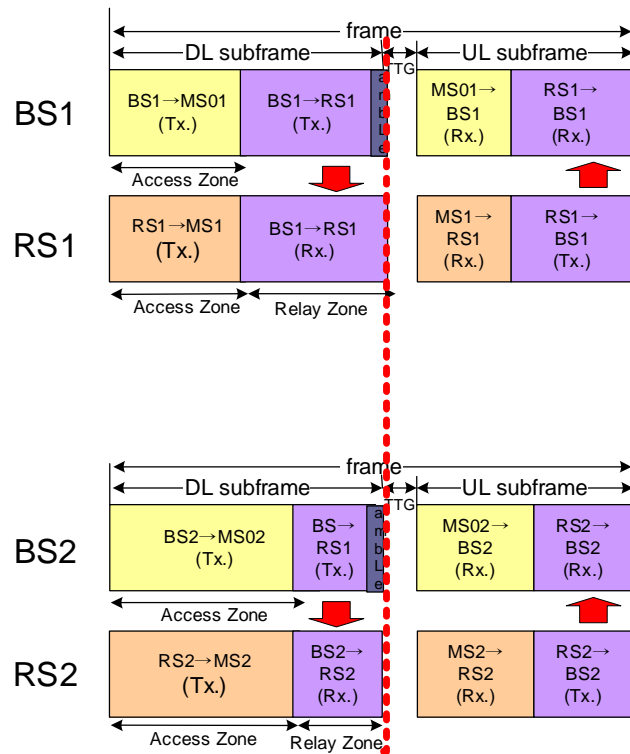 frame
DL subframe
TTG
UL subframe
BS1
BS1→MS01
(Tx.)
BS1→RS1
(Tx.)
a
m
b
L
e
MS01→
BS1
(Rx.)
RS1→
BS1
(Rx.)
Access Zone
RS1
RS1→MS1
(Tx.)
BS1→RS1
(Rx.)
MS1→
RS1
(Rx.)
RS1→
BS1
(Tx.)
Access Zone
Relay Zone
frame
DL subframe
TTG
UL subframe
BS2
BS2→MS02
(Tx.)
BS→
RS1
(Tx.)
a
m
b
L
e
MS02→
BS2
(Rx.)
RS2→
BS2
(Rx.)
Access Zone
RS2
RS2→MS2
(Tx.)
BS2→
RS2
(Rx.)
MS2→
RS2
(Rx.)
RS2→
BS2
(Tx.)
Access Zone
Relay Zone